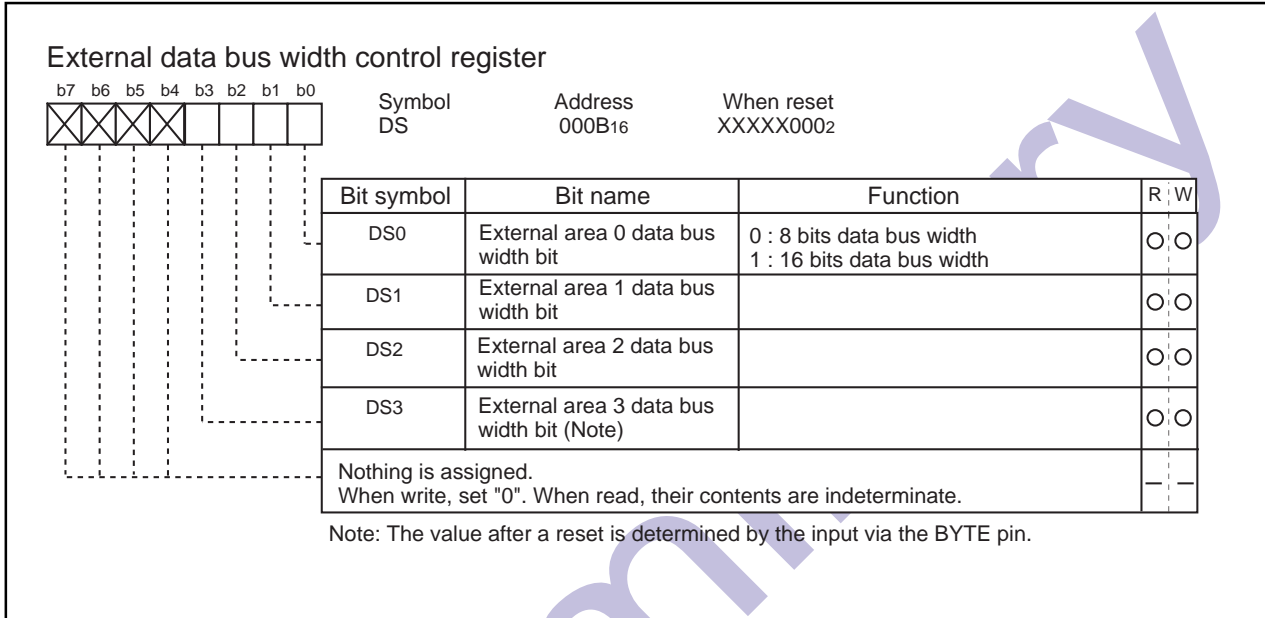 External data bus width control register
b7 b6 b5 b4 b3 b2 b1 b0
Symbol Address When reset
DS 000B16 XXXXX0002
Bit symbol Bit name Function R W
DS0 External area 0 data bus width bit 0 : 8 bits data bus width
1 : 16 bits data bus width
DS1 External area 1 data bus width bit
DS2 External area 2 data bus width bit
DS3 External area 3 data bus width bit (Note)
Nothing is assigned.
When write, set "0". When read, their contents are indeterminate.
Note: The value after a reset is determined by the input via the BYTE pin.